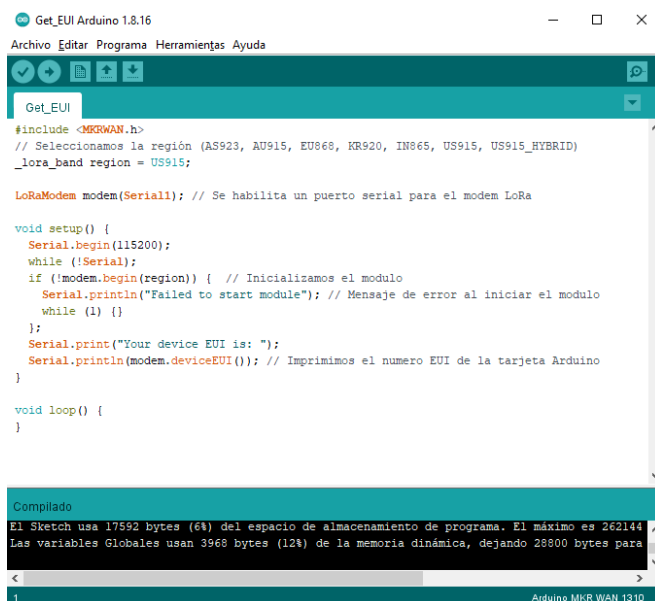 Get_EUI Arduino 1.8.16
Archivo Editar Programa Herramientas Ayuda
Get_EUI
#include <MKRWAN.h>
// Seleccionamos la región (AS923, AU915, EU868, KR920, IN865, US915, US915_HYBRID)
_lora_band region = US915;
LoRaModem modem(Serial1); // Se habilita un puerto serial para el modem LoRa
void setup() {
Serial.begin(115200);
while (!Serial);
if (!modem.begin(region)) { // Inicializamos el modulo
Serial.println("Failed to start module"); // Mensaje de error al iniciar el modulo
while (1) {}
};
Serial.print("Your device EUI is: ");
Serial.println(modem.deviceEUI()); // Imprimimos el numero EUI de la tarjeta Arduino
}
void loop() {
}
Compilado
El Sketch usa 17592 bytes (6%) del espacio de almacenamiento de programa. El máximo es 262144
Las variables Globales usan 3968 bytes (12%) de la memoria dinámica, dejando 28800 bytes para
1 Arduino MKR WAN 1310